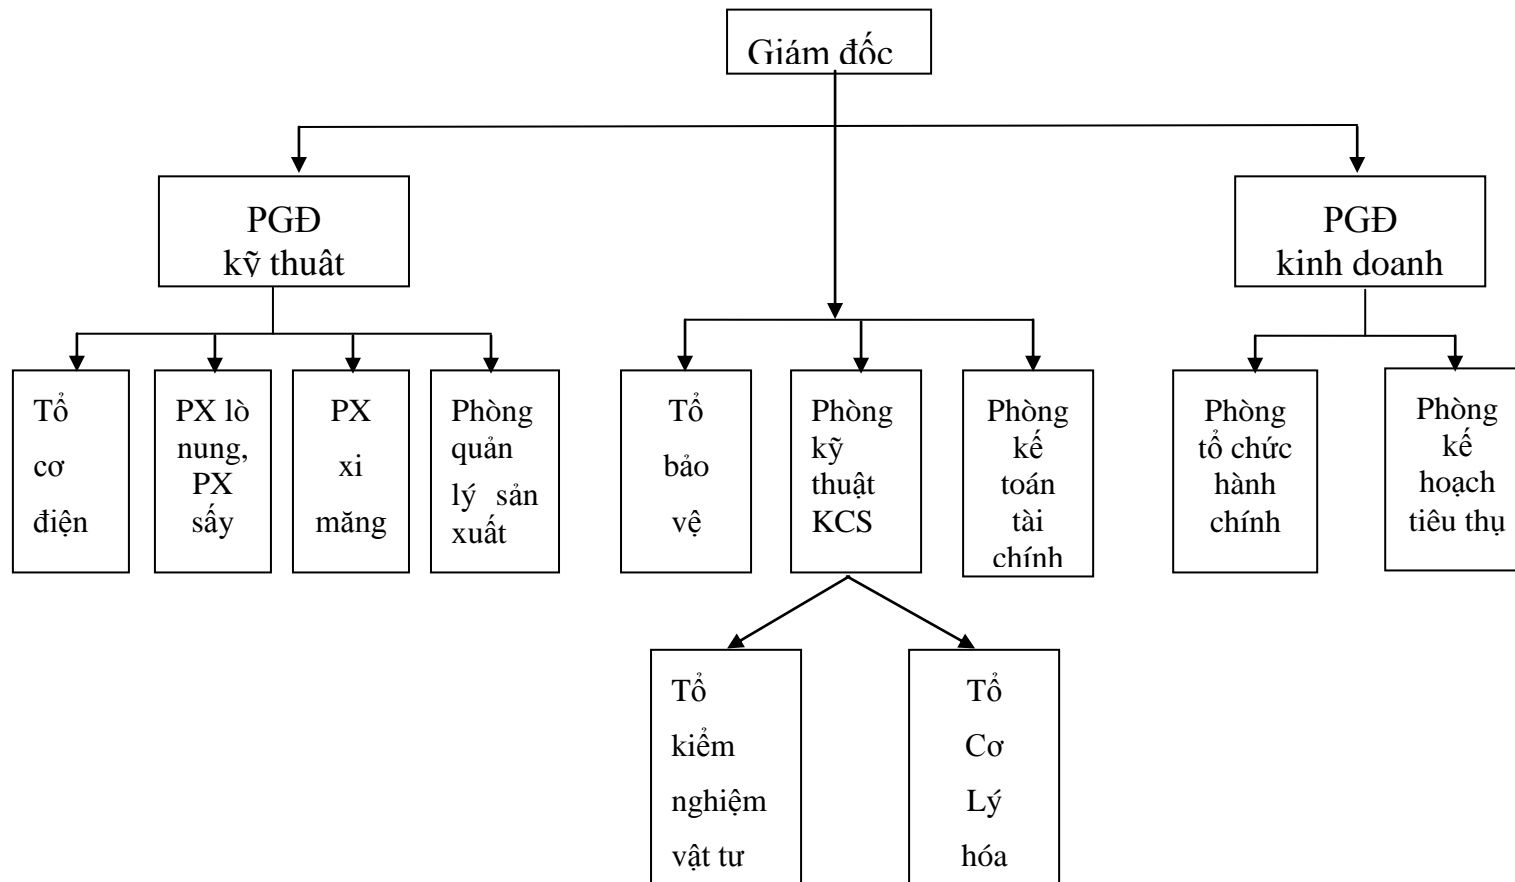 Giám đốc
PGĐ
kỹ thuật
PGĐ
kinh doanh
Tổ
cơ
điện
PX lò
nung,
PX
sấy
PX
xi
măng
Phòng
quản
lý sản
xuất
Tổ
bảo
vệ
Phòng
kỹ
thuật
KCS
Phòng
kế
toán
tài
chính
Phòng
tổ chức
hành
chính
Phòng
kế
hoạch
tiêu thụ
Tổ
kiểm
nghiệm
vật tư
Tổ
Cơ
Lý
hóa